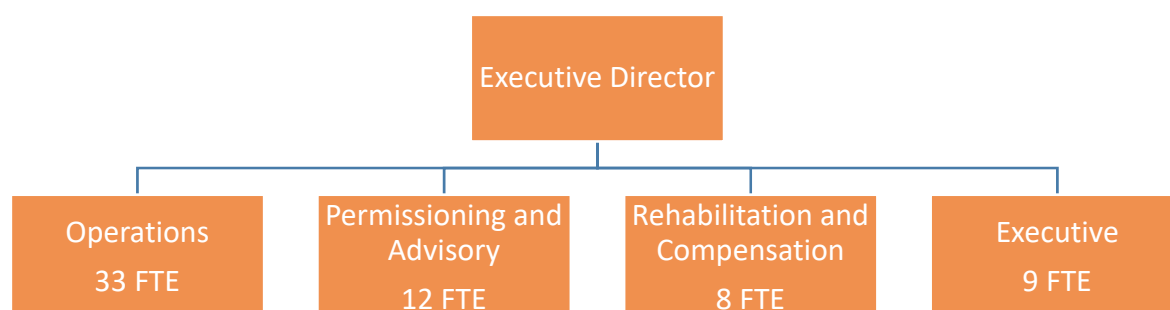 Executive Director
Operations
33 FTE
Permissioning and
Advisory
12 FTE
Rehabilitation and
Compensation
8 FTE
Executive
9 FTE